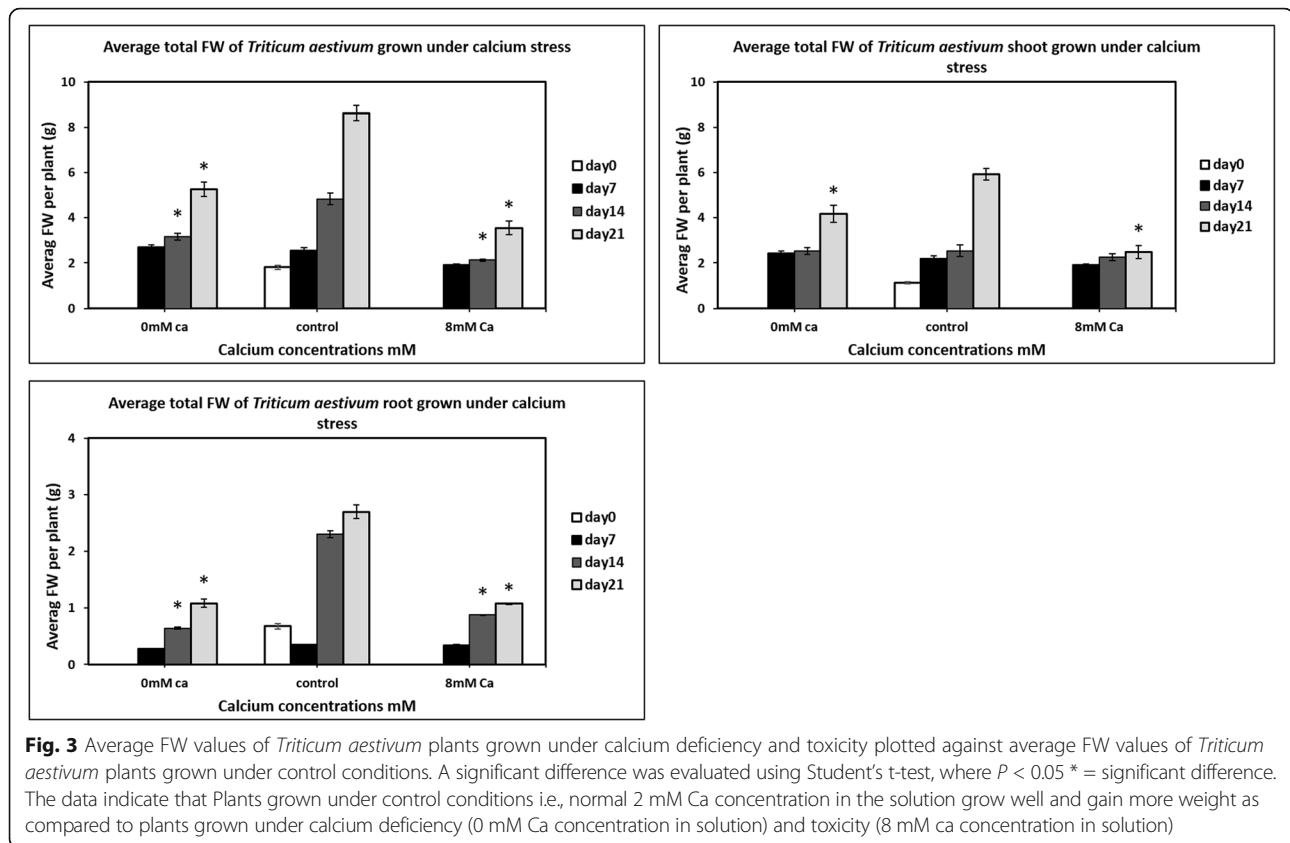 Average total FW of Triticum aestivum grown under calcium stress
Averag FW per plant (g)
10
8
6
4
2
0
* * * *
0mM ca control 8mM Ca
Calcium concentrations mM
day0
day7
day14
day21
Average total FW of Triticum aestivum shoot grown under calcium
stress
Averag FW per plant (g)
10
8
6
4
2
0
* *
0mM ca control 8mM Ca
Calcium concentrations mM
day0
day7
day14
day21
Average total FW of Triticum aestivum root grown under calcium
stress
Averag FW per plant (g)
4
3
2
1
0
* * * *
0mM ca control 8mM Ca
Calcium concentrations mM
day0
day7
day14
day21
Fig. 3 Average FW values of Triticum aestivum plants grown under calcium deficiency and toxicity plotted against average FW values of Triticum
aestivum plants grown under control conditions. A significant difference was evaluated using Student's t-test, where P < 0.05 * = significant difference.
The data indicate that Plants grown under control conditions i.e., normal 2 mM Ca concentration in the solution grow well and gain more weight as
compared to plants grown under calcium deficiency (0 mM Ca concentration in solution) and toxicity (8 mM ca concentration in solution)